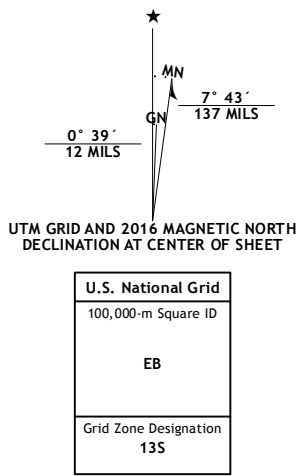 ★
MN
7° 43´
137 MILS
GN
0° 39´
12 MILS
UTM GRID AND 2016 MAGNETIC NORTH
DECLINATION AT CENTER OF SHEET
U.S. National Grid
100,000-m Square ID
EB
Grid Zone Designation
13S